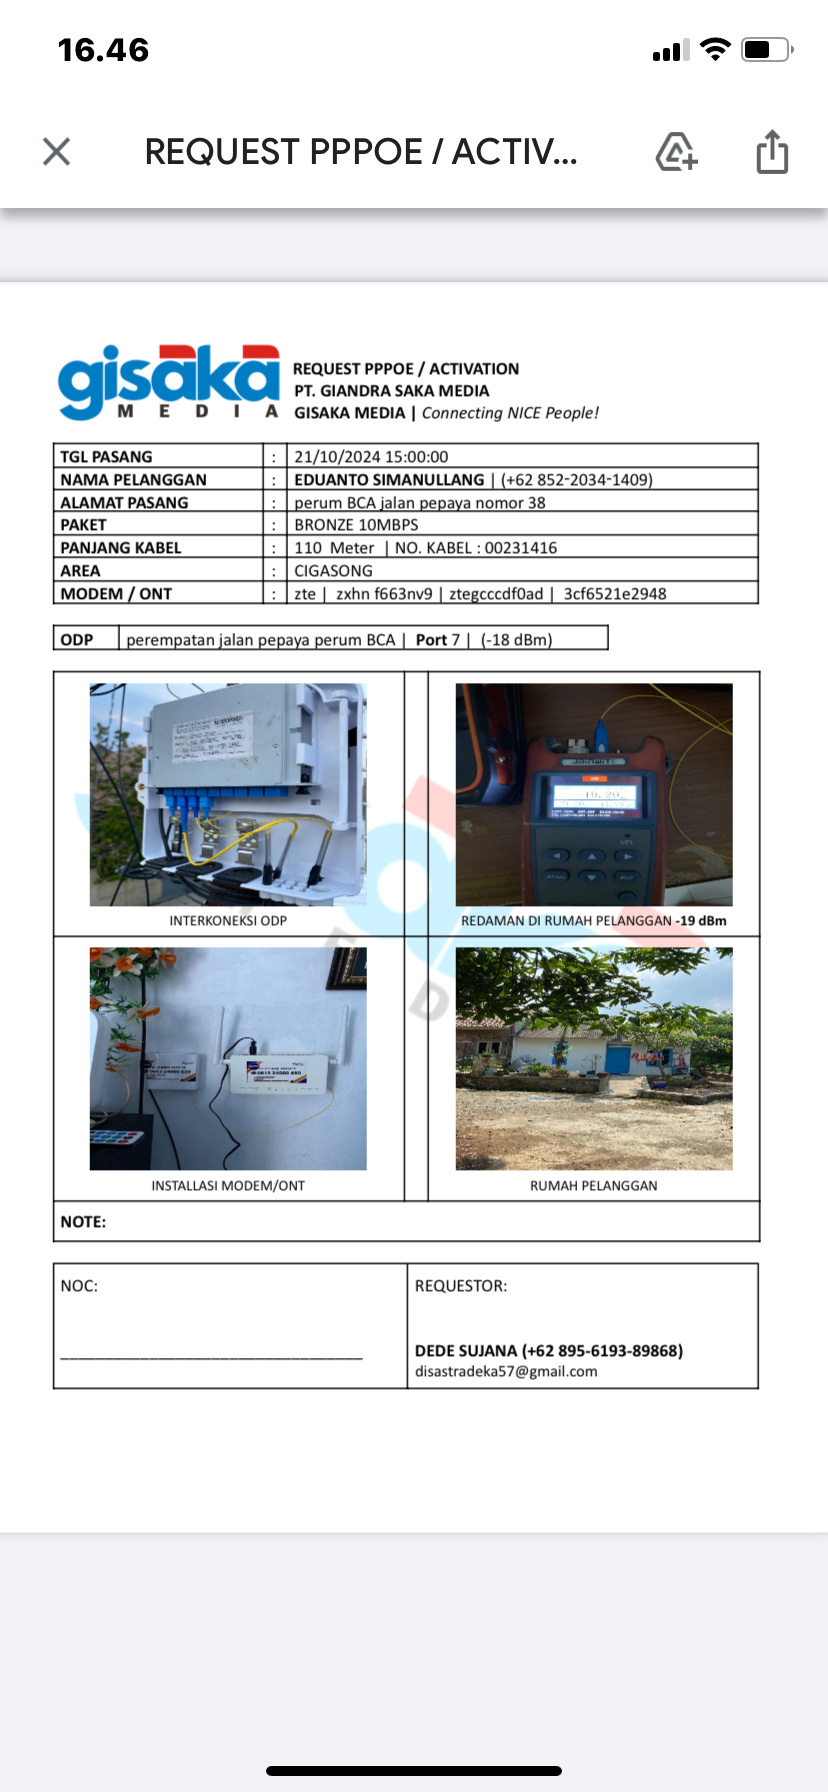 16.46
REQUEST PPPOE / ACTIV...
gisaka
MEDIA
REQUEST PPPOE / ACTIVATION
PT. GIANDRA SAKA MEDIA
GISAKA MEDIA | Connecting NICE People!
TGL PASANG : 21/10/2024 15:00:00
NAMA PELANGGAN : EDUANTO SIMANULLANG | (+62 852-2034-1409)
ALAMAT PASANG : perum BCA jalan pepaya nomor 38
PAKET : BRONZE 10MBPS
PANJANG KABEL : 110 Meter | NO. KABEL : 00231416
AREA : CIGASONG
MODEM / ONT : zte | zxhn f663nv9 | ztegcccdf0ad | 3cf6521e2948
ODP perempatan jalan pepaya perum BCA | Port 7 | (-18 dBm)
INTERKONEKSI ODP
REDAMAN DI RUMAH PELANGGAN -19 dBm
INSTALLASI MODEM/ONT
RUMAH PELANGGAN
NOTE:
NOC:
REQUESTOR:
DEDE SUJANA (+62 895-6193-89868)
disastradeka57@gmail.com